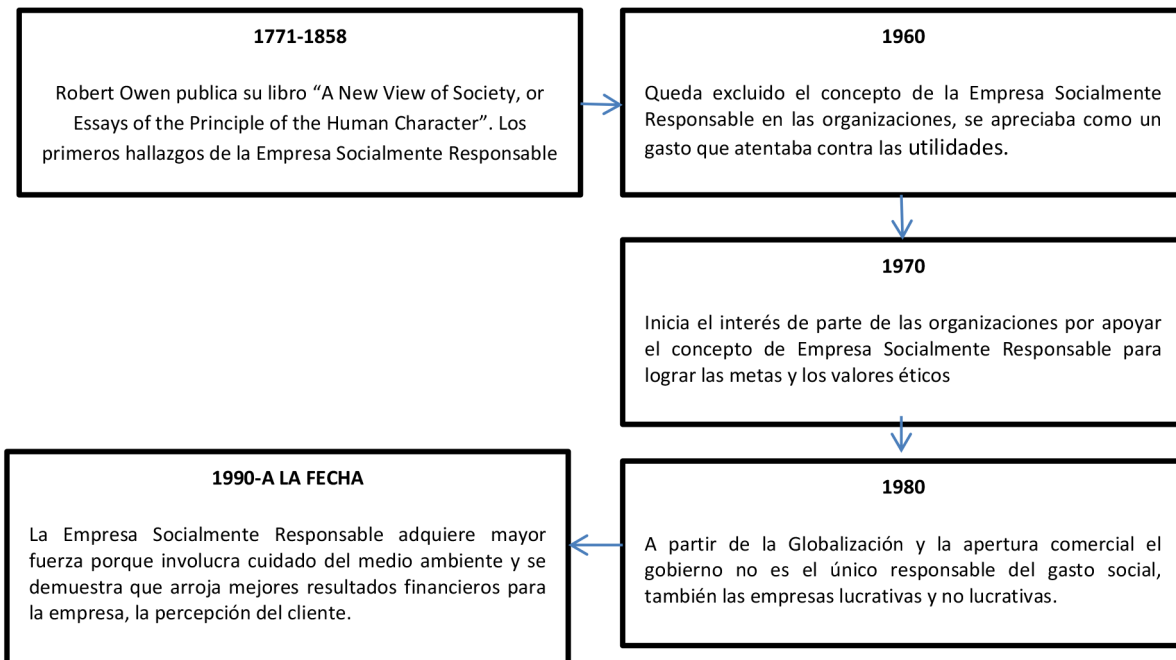 1771-1858
Robert Owen publica su libro “A New View of Society, or
Essays of the Principle of the Human Character”. Los
primeros hallazgos de la Empresa Socialmente Responsable
1960
Queda excluido el concepto de la Empresa Socialmente
Responsable en las organizaciones, se apreciaba como un
gasto que atentaba contra las utilidades.
1970
Inicia el interés de parte de las organizaciones por apoyar
el concepto de Empresa Socialmente Responsable para
lograr las metas y los valores éticos
1980
A partir de la Globalización y la apertura comercial el
gobierno no es el único responsable del gasto social,
también las empresas lucrativas y no lucrativas.
1990-A LA FECHA
La Empresa Socialmente Responsable adquiere mayor
fuerza porque involucra cuidado del medio ambiente y se
demuestra que arroja mejores resultados financieros para
la empresa, la percepción del cliente.